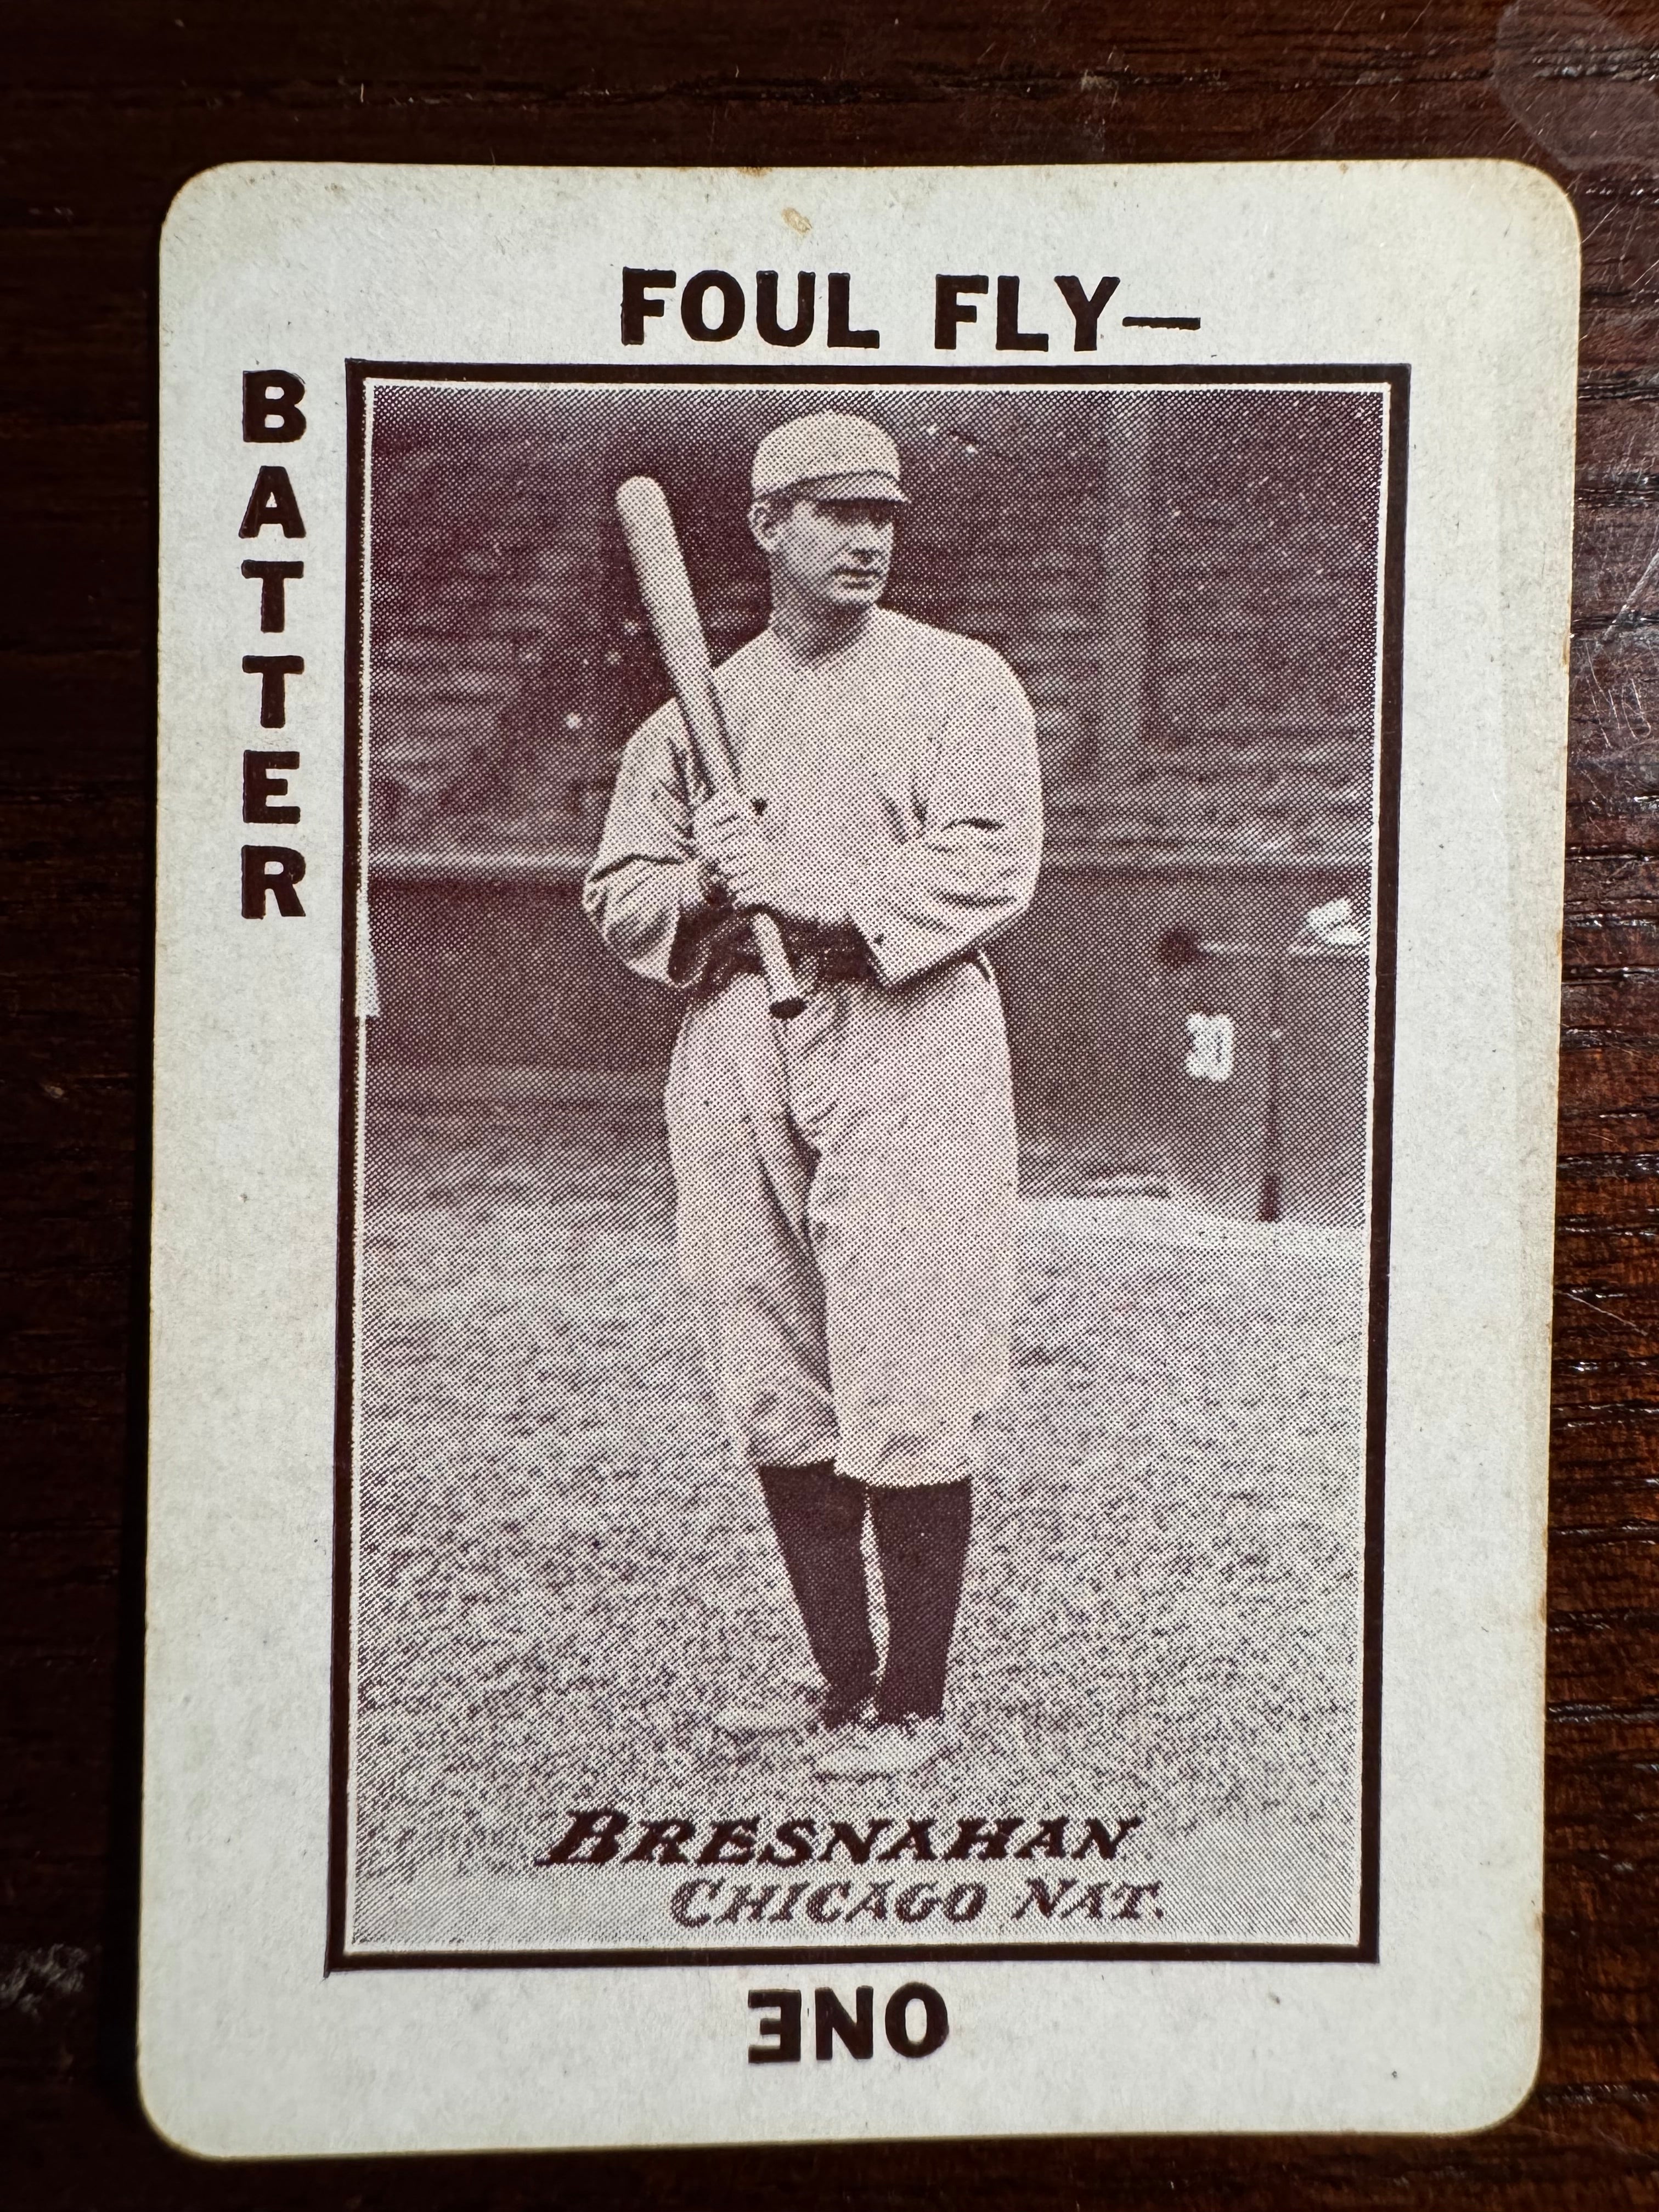 FOUL FLY—
BATTER
BRESNAHAN
CHICAGO NAT.
ONE